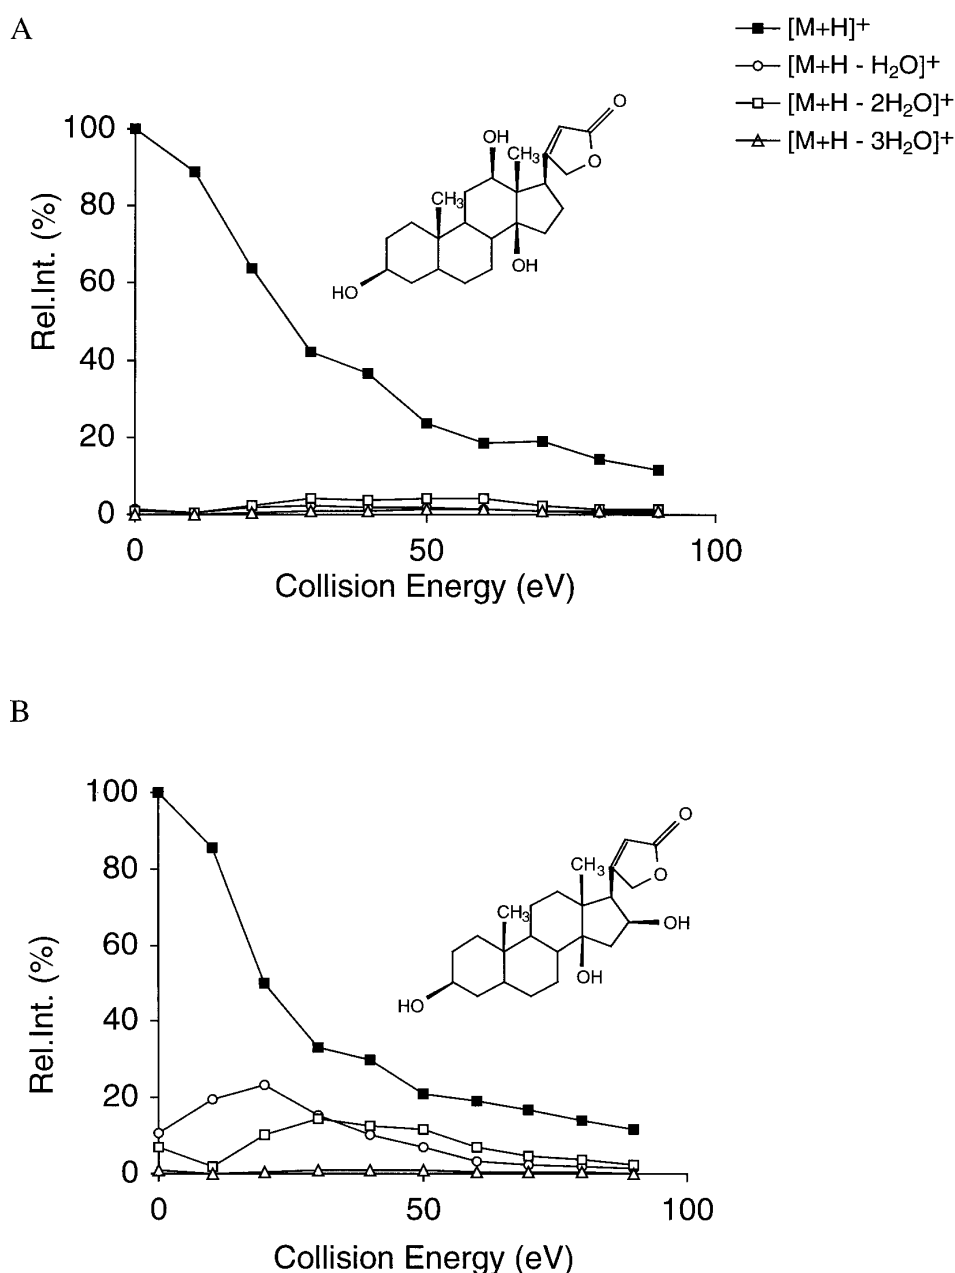 A
[M+H]+
[M+H - H₂O]+
[M+H - 2H₂O]+
[M+H - 3H₂O]+
100
80
60
40
20
0
Rel.Int. (%)
O
OH
CH₃
O
CH₃
OH
HO
0 50 100
Collision Energy (eV)
B
100
80
60
40
20
0
Rel.Int. (%)
O
CH₃
O
CH₃
OH
OH
HO
0 50 100
Collision Energy (eV)